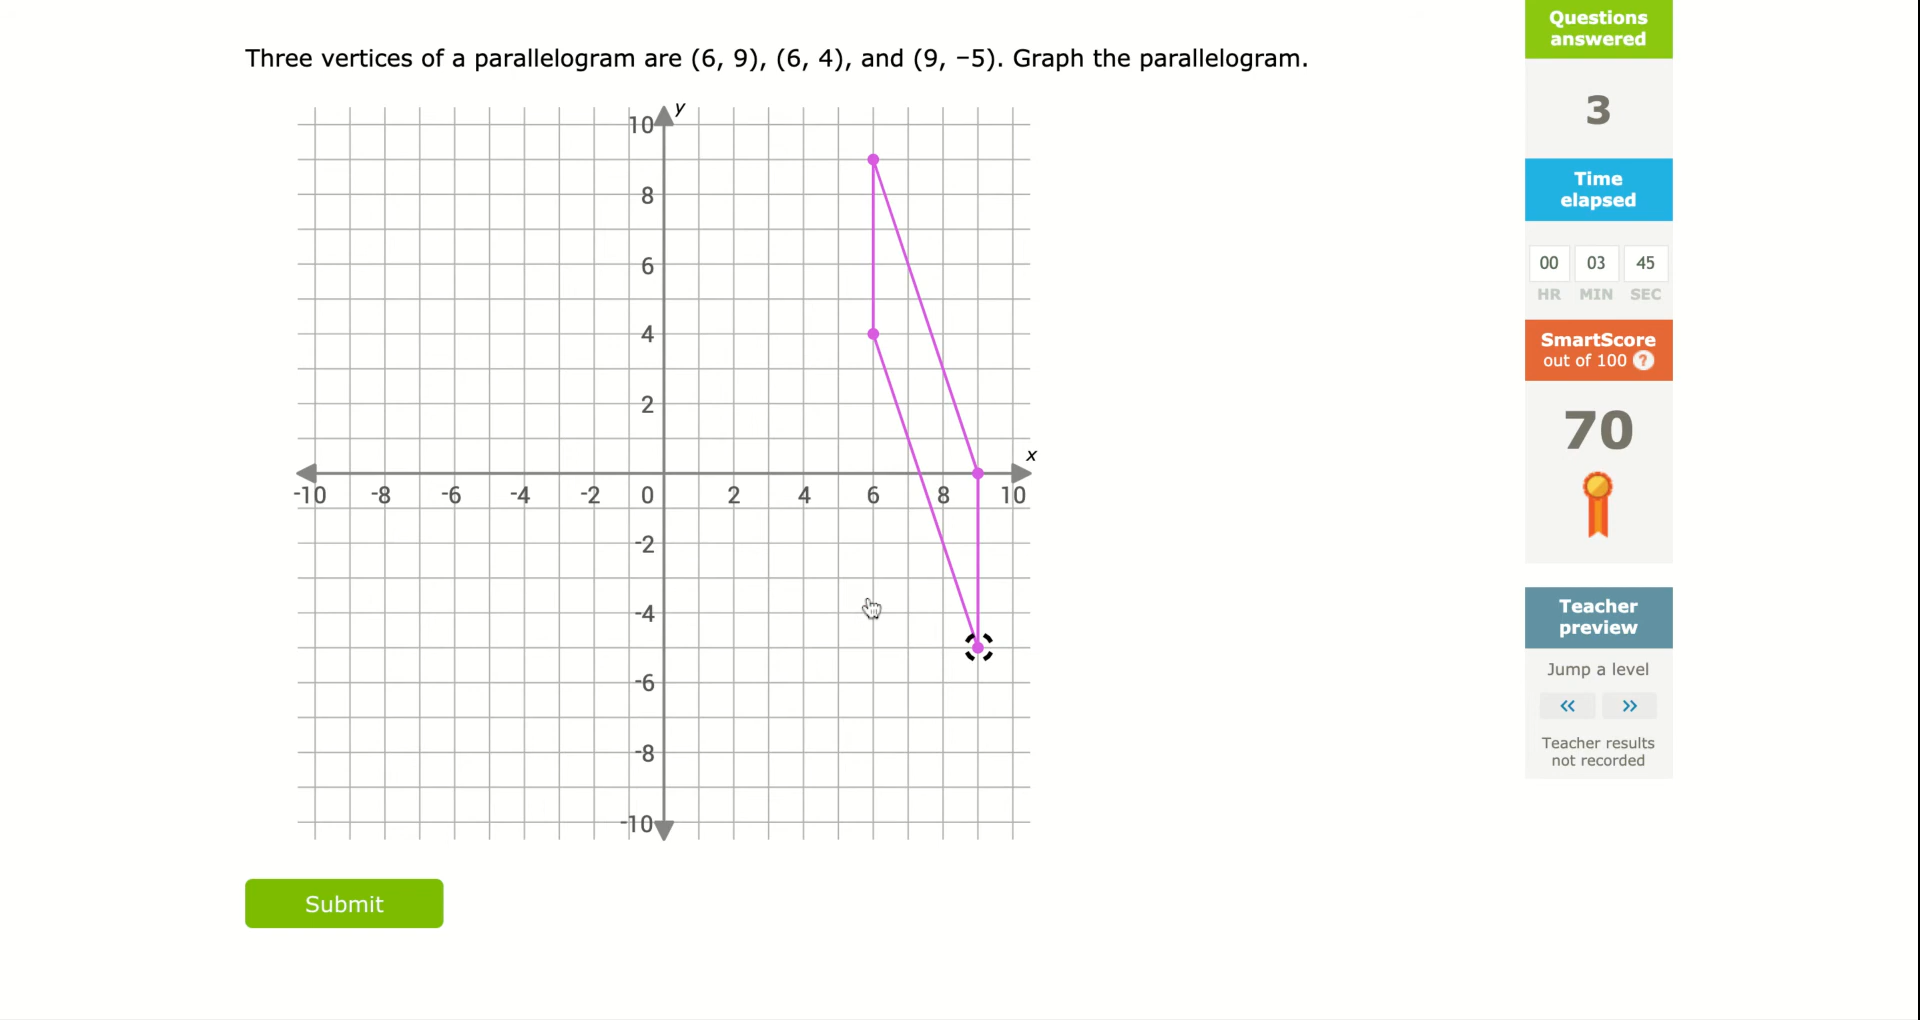 Three vertices of a parallelogram are (6, 9), (6, 4), and (9, −5). Graph the parallelogram.
y
10
8
6
4
2
x
-10 -8 -6 -4 -2 0 2 4 6 8 10
-2
-4
-6
-8
-10
Submit
Questions
answered
3
Time
elapsed
00 03 45
HR MIN SEC
SmartScore
out of 100 ?
70
Teacher
preview
Jump a level
<< >>
Teacher results
not recorded